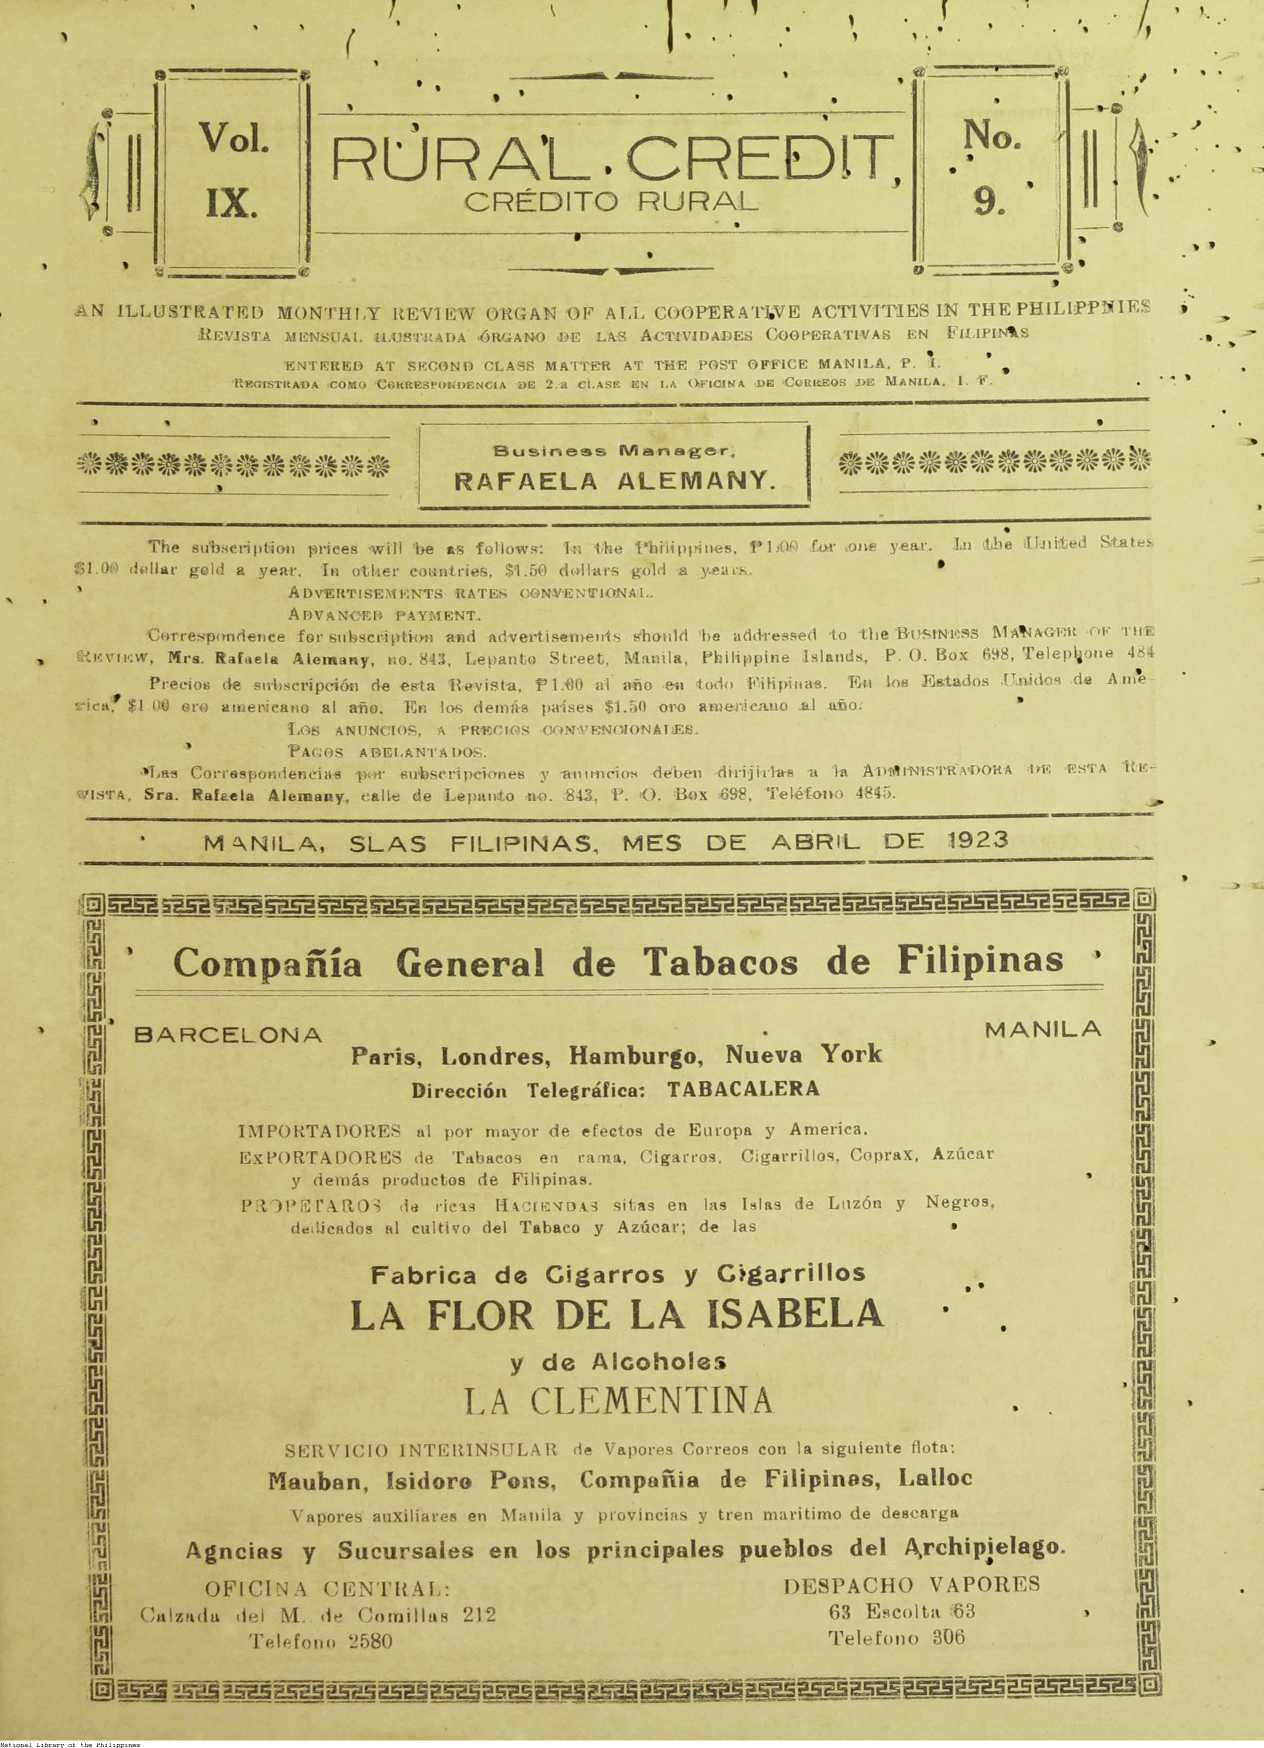 Vol.
IX.
RURAL CREDIT
CRÉDITO RURAL
No.
9.
AN ILLUSTRATED MONTHLY REVIEW ORGAN OF ALL COOPERATIVE ACTIVITIES IN THE PHILIPPNIES
REVISTA MENSUAL ILUSTRADA ÓRGANO DE LAS ACTIVIDADES COOPERATIVAS EN FILIPINAS
ENTERED AT SECOND CLASS MATTER AT THE POST OFFICE MANILA, P. I.
REGISTRADA COMO CORRESPONDENCIA DE 2.a CLASE EN LA OFICINA DE CORREOS DE MANILA, I. F.
Business Manager,
RAFAELA ALEMANY.
The subscription prices will be as follows: In the Philippines, ₱1.00 for one year. In the United States
$1.00 dollar gold a year. In other countries, $1.50 dollars gold a years.
ADVERTISEMENTS RATES CONVENTIONAL.
ADVANCED PAYMENT.
Correspondence for subscription and advertisements should be addressed to the BUSINESS MANAGER OF THE
REVIEW, Mrs. Rafaela Alemany, no. 843, Lepanto Street, Manila, Philippine Islands, P. O. Box 698, Telephone 484
Precios de subscripción de esta Revista, ₱1.00 al año en todo Filipinas. En los Estados Unidos de Ame-
rica, $1.00 oro americano al año. En los demás países $1.50 oro americano al año.
LOS ANUNCIOS, A PRECIOS CONVENCIONALES.
PAGOS ADELANTADOS.
Las Correspondencias por subscripciones y anuncios deben dirijirlas a la ADMINISTRADORA DE ESTA RE-
VISTA, Sra. Rafaela Alemany, calle de Lepanto no. 843, P. O. Box 698, Teléfono 4845.
MANILA, SLAS FILIPINAS, MES DE ABRIL DE 1923
Compañía General de Tabacos de Filipinas
BARCELONA
MANILA
Paris, Londres, Hamburgo, Nueva York
Dirección Telegráfica: TABACALERA
IMPORTADORES al por mayor de efectos de Europa y America.
EXPORTADORES de Tabacos en rama, Cigarros, Cigarrillos, Coprax, Azúcar
y demás productos de Filipinas.
PROPETAROS de ricas HACIENDAS sitas en las Islas de Luzón y Negros,
dedicados al cultivo del Tabaco y Azúcar; de las
Fabrica de Cigarros y Cigarrillos
LA FLOR DE LA ISABELA
y de Alcoholes
LA CLEMENTINA
SERVICIO INTERINSULAR de Vapores Correos con la siguiente flota:
Mauban, Isidoro Pons, Compañia de Filipinas, Lalloc
Vapores auxiliares en Manila y provincias y tren maritimo de descarga
Agncias y Sucursales en los principales pueblos del Archipielago.
OFICINA CENTRAL:
Calzada del M. de Comillas 212
Telefono 2580
DESPACHO VAPORES
63 Escolta 63
Telefono 306
National Library of the Philippines